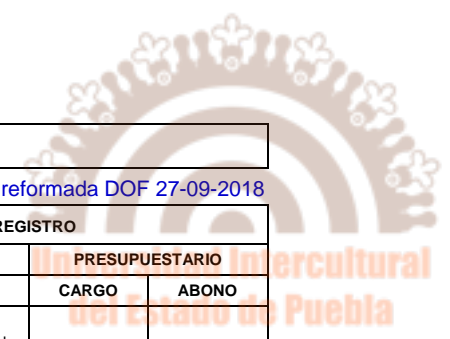 reformada DOF 27-09-2018
REGISTRO
PRESUPUESTARIO
CARGO ABONO
Universidad Intercultural
del Estado de Puebla